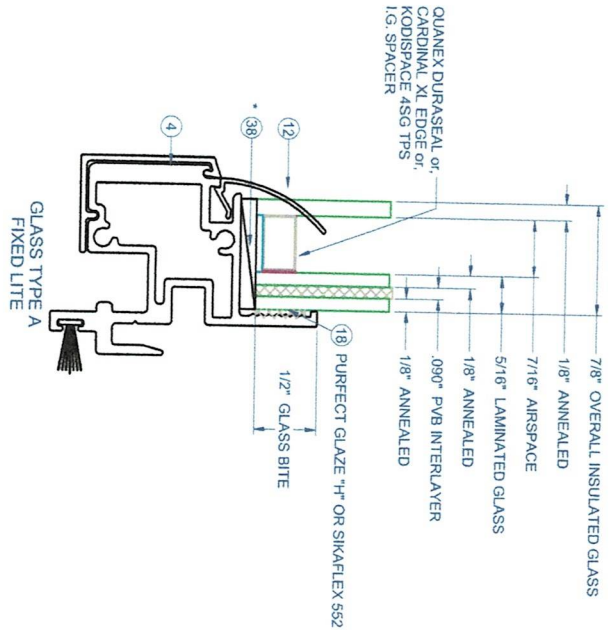 QUANEX DURASEAL or,
CARDINAL XL EDGE or,
KODISPACE 4SG TPS
I.G. SPACER
7/8" OVERALL INSULATED GLASS
1/8" ANNEALED
7/16" AIRSPACE
5/16" LAMINATED GLASS
1/8" ANNEALED
.090" PVB INTERLAYER
1/8" ANNEALED
18 PURFECT GLAZE "H" OR SIKAFLEX 552
1/2" GLASS BITE
12
* 38
4
GLASS TYPE A
FIXED LITE